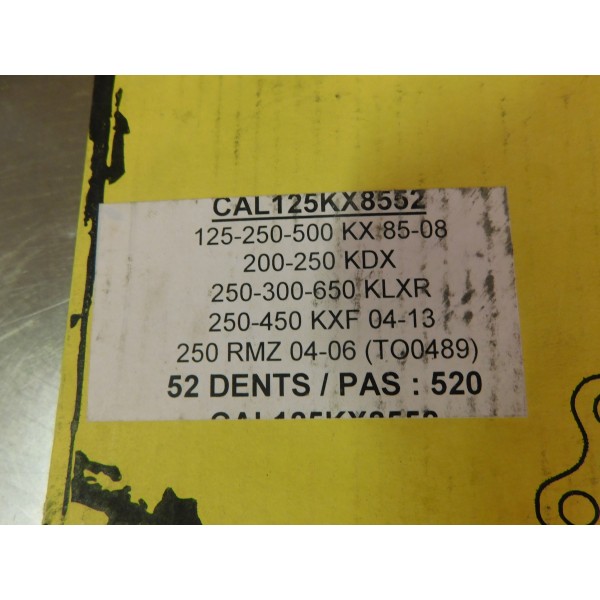 CAL125KX8552
125-250-500 KX 85-08
200-250 KDX
250-300-650 KLXR
250-450 KXF 04-13
250 RMZ 04-06 (TO0489)
52 DENTS / PAS : 520
CAL125KX8552